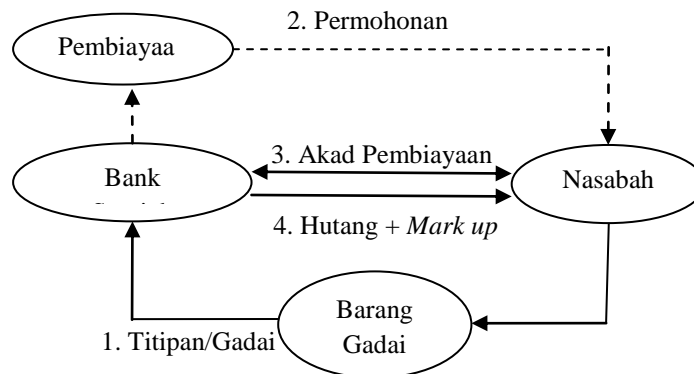 2. Permohonan
Pembiayaa
3. Akad Pembiayaan
Bank
Nasabah
4. Hutang + Mark up
Barang
Gadai
1. Titipan/Gadai